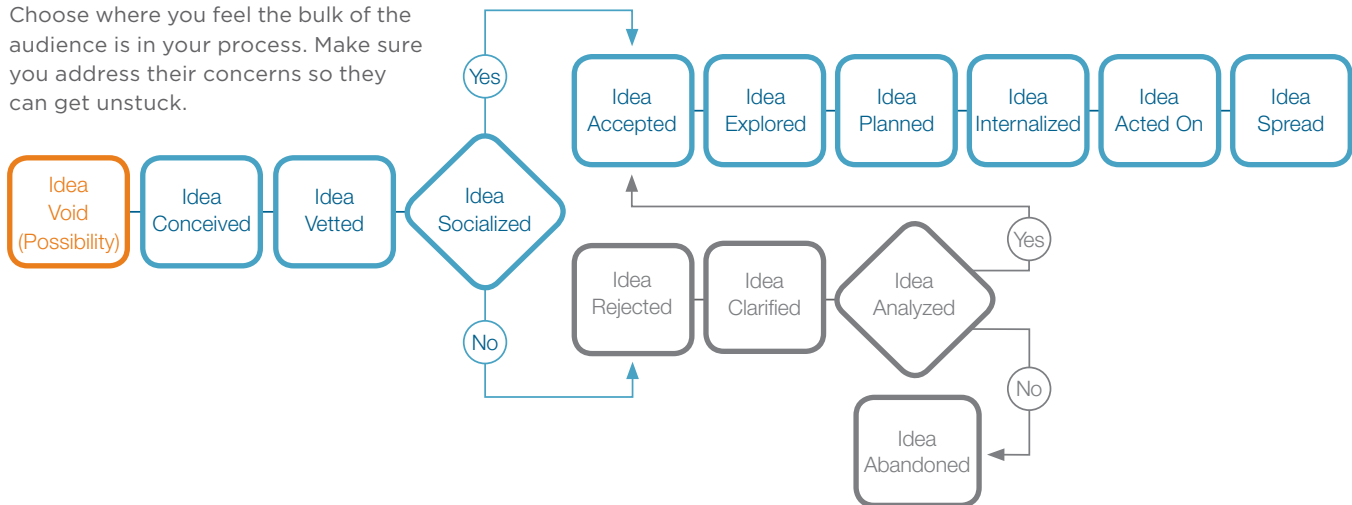 Choose where you feel the bulk of the
audience is in your process. Make sure
you address their concerns so they
can get unstuck.
Idea
Void
(Possibility)
Idea
Conceived
Idea
Vetted
Idea
Socialized
Yes
No
Idea
Accepted
Idea
Explored
Idea
Planned
Idea
Internalized
Idea
Acted On
Idea
Spread
Idea
Rejected
Idea
Clarified
Idea
Analyzed
Yes
No
Idea
Abandoned